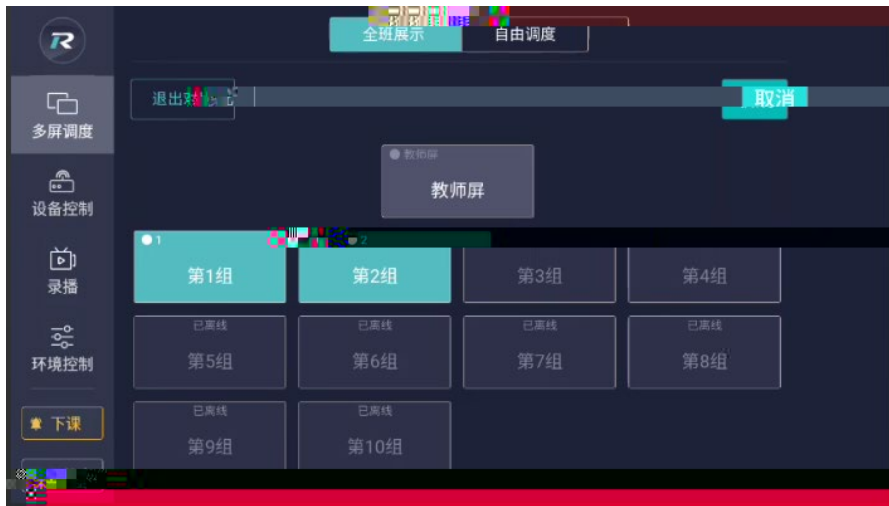 全班展示 自由调度
退出对
取消
多屏调度
教师屏
教师屏
设备控制
1 2
第1组 第2组 第3组 第4组
录播
已离线 已离线 已离线 已离线
第5组 第6组 第7组 第8组
环境控制
已离线 已离线
第9组 第10组
下课